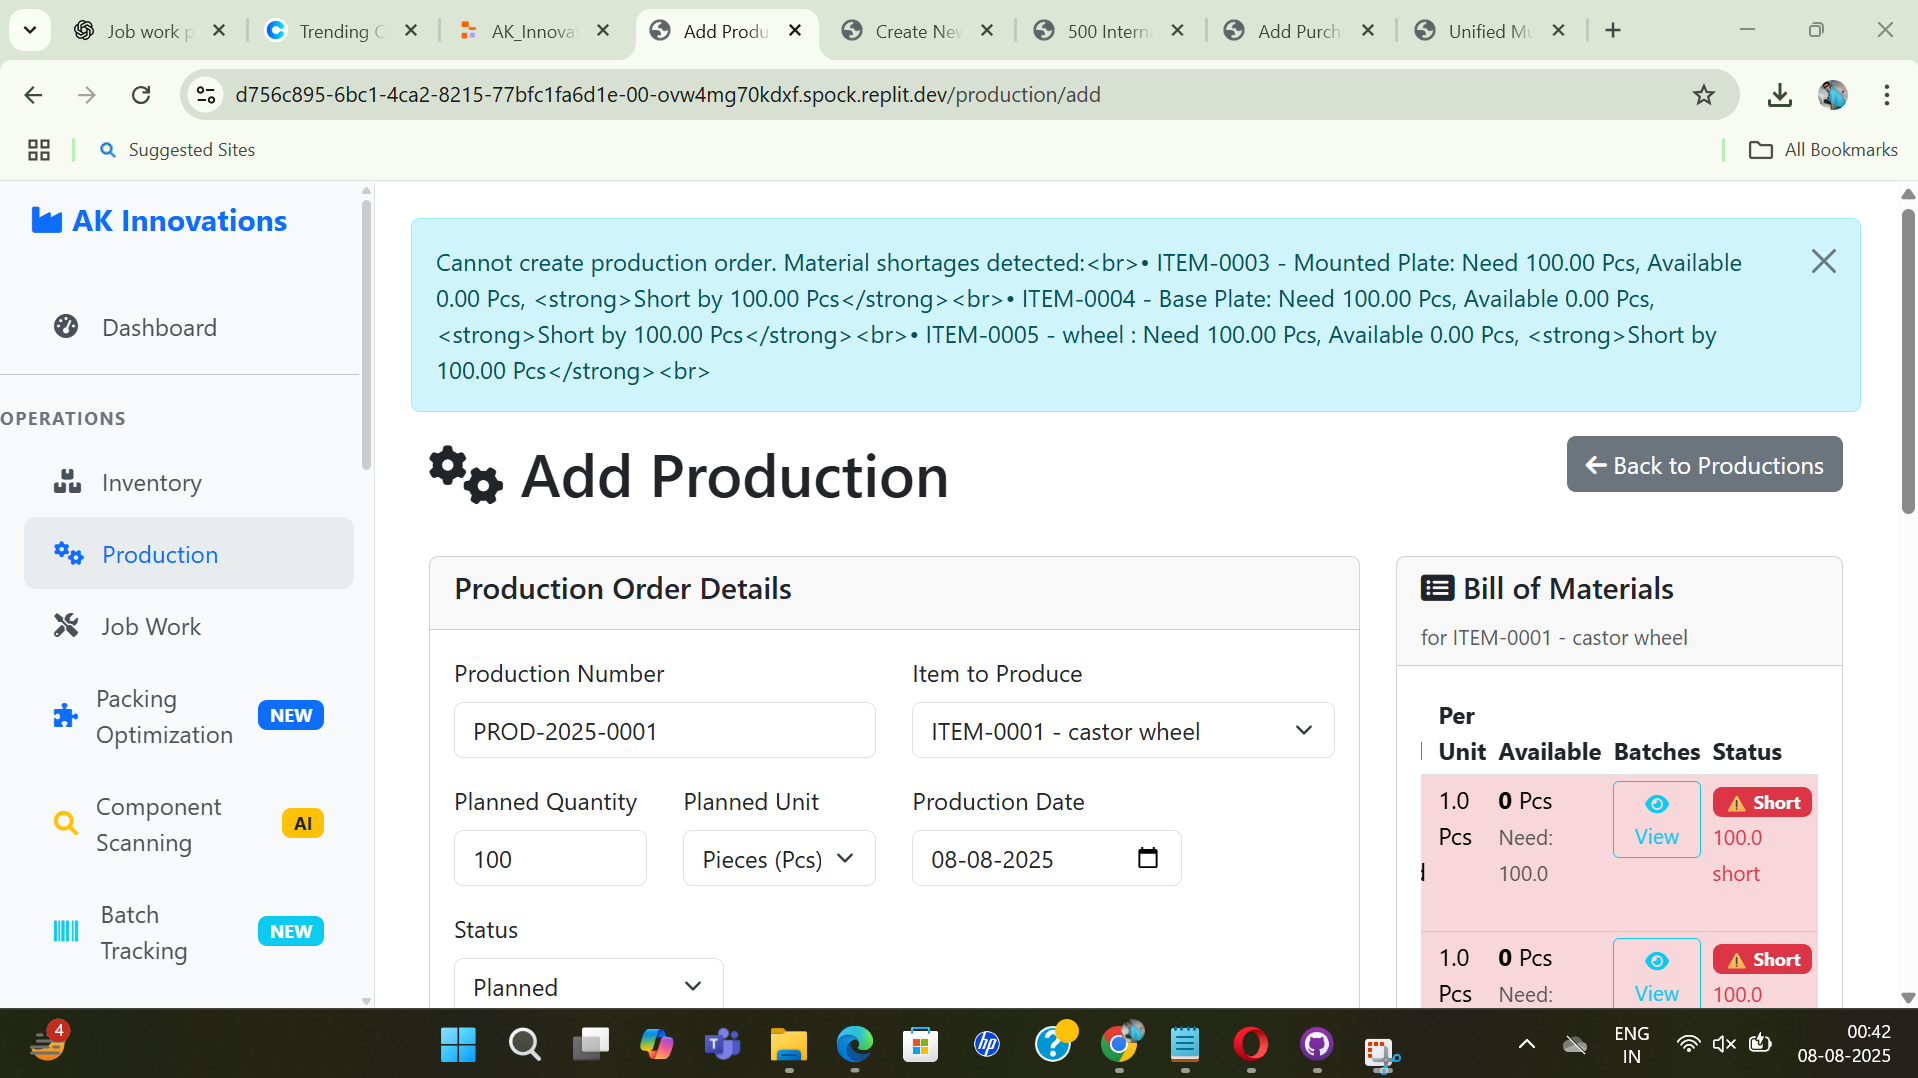 Job work p
Trending C
AK_Innova
Add Produ
Create Nev
500 Intern
Add Purch
Unified Mu
d756c895-6bc1-4ca2-8215-77bfc1fa6d1e-00-ovw4mg70kdxf.spock.replit.dev/production/add
Suggested Sites
All Bookmarks
AK Innovations
Dashboard
OPERATIONS
Inventory
Production
Job Work
Packing
Optimization
NEW
Component
Scanning
AI
Batch
Tracking
NEW
Cannot create production order. Material shortages detected:<br>• ITEM-0003 - Mounted Plate: Need 100.00 Pcs, Available
0.00 Pcs, <strong>Short by 100.00 Pcs</strong><br>• ITEM-0004 - Base Plate: Need 100.00 Pcs, Available 0.00 Pcs,
<strong>Short by 100.00 Pcs</strong><br>• ITEM-0005 - wheel : Need 100.00 Pcs, Available 0.00 Pcs, <strong>Short by
100.00 Pcs</strong><br>
Add Production
Back to Productions
Production Order Details
Production Number
PROD-2025-0001
Item to Produce
ITEM-0001 - castor wheel
Planned Quantity
100
Planned Unit
Pieces (Pcs)
Production Date
08-08-2025
Status
Planned
Bill of Materials
for ITEM-0001 - castor wheel
Per
Unit Available Batches Status
1.0
Pcs
0 Pcs
Need:
100.0
View
Short
100.0
short
1.0
Pcs
0 Pcs
Need:
View
Short
100.0
4
hp
ENG
IN
00:42
08-08-2025